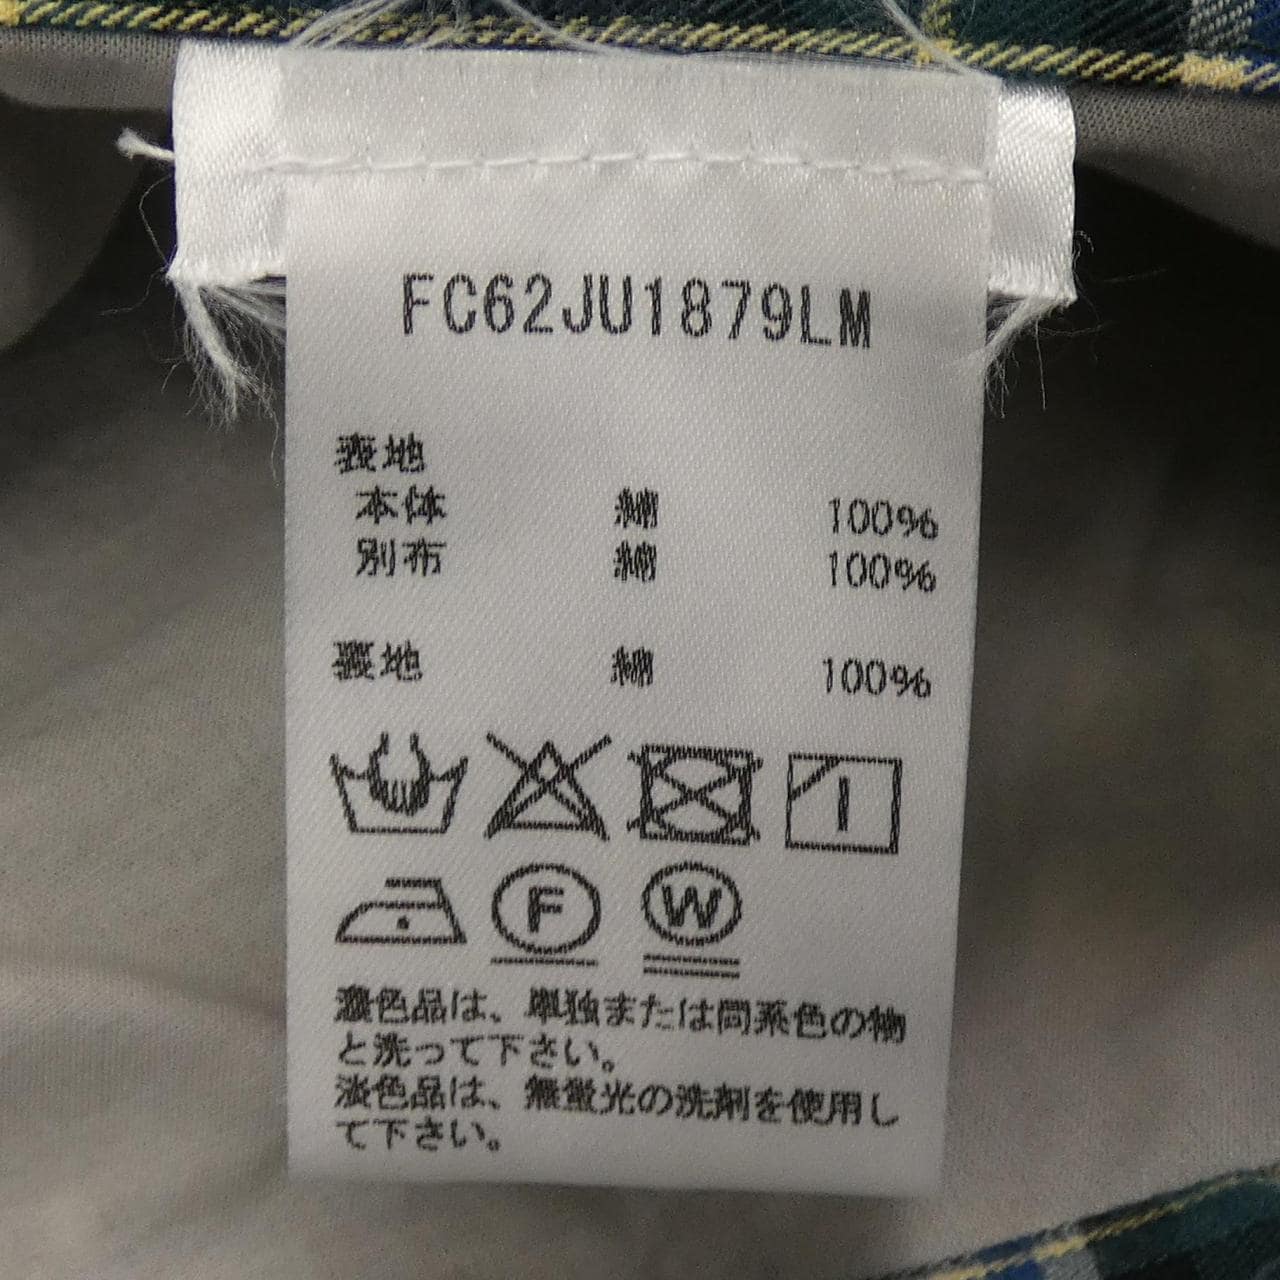 FC62JU1879LM
表地
本体 綿 100%
別布 綿 100%
裏地 綿 100%
F W
濃色品は、単独または同系色の物
と洗って下さい。
淡色品は、無蛍光の洗剤を使用し
て下さい。